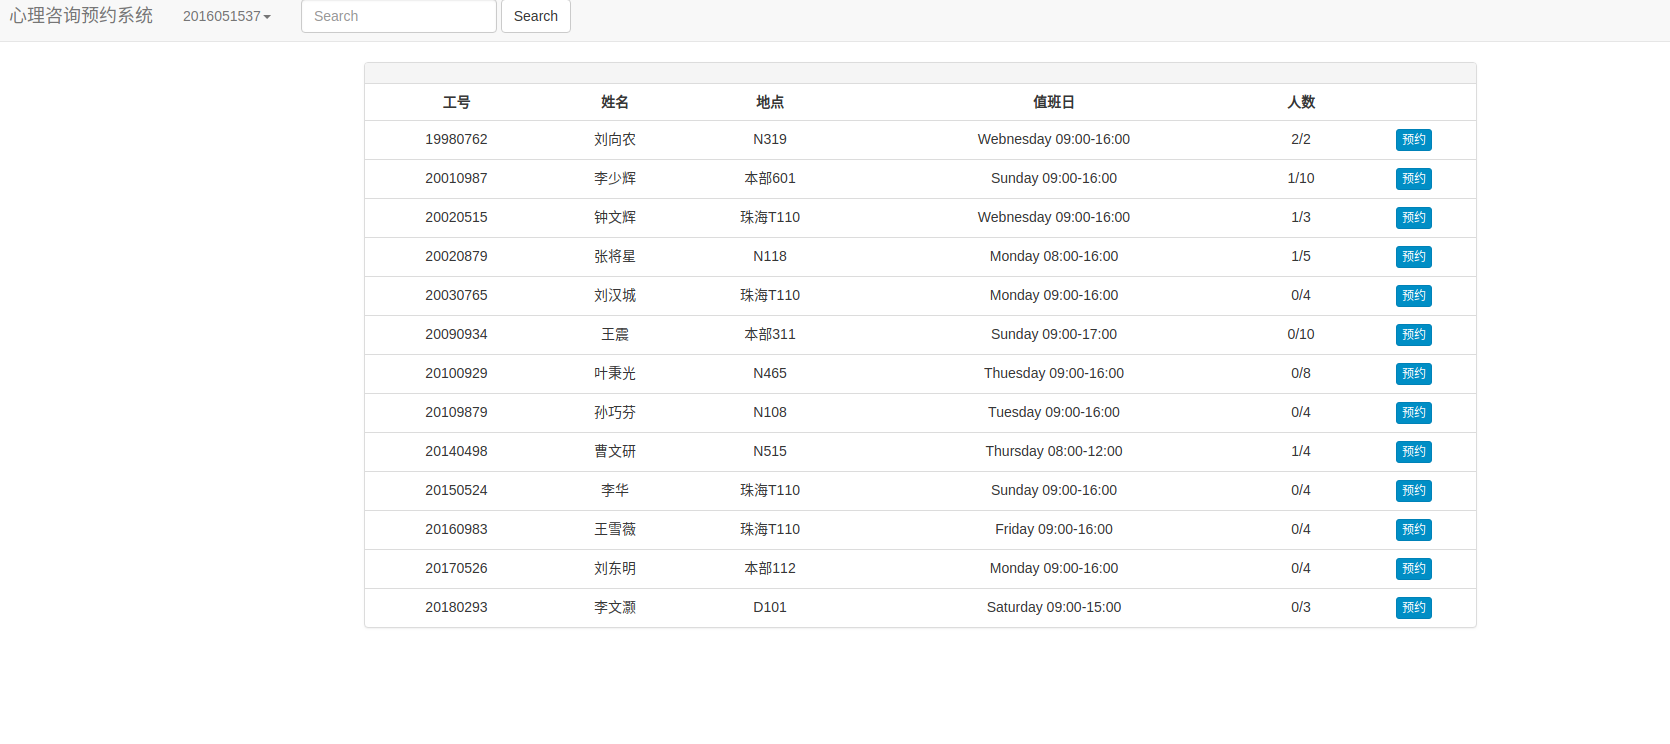 心理咨询预约系统 2016051537 Search Search
工号 姓名 地点 值班日 人数
19980762 刘向农 N319 Webnesday 09:00-16:00 2/2 预约
20010987 李少辉 本部601 Sunday 09:00-16:00 1/10 预约
20020515 钟文辉 珠海T110 Webnesday 09:00-16:00 1/3 预约
20020879 张将星 N118 Monday 08:00-16:00 1/5 预约
20030765 刘汉城 珠海T110 Monday 09:00-16:00 0/4 预约
20090934 王震 本部311 Sunday 09:00-17:00 0/10 预约
20100929 叶秉光 N465 Thuesday 09:00-16:00 0/8 预约
20109879 孙巧芬 N108 Tuesday 09:00-16:00 0/4 预约
20140498 曹文研 N515 Thursday 08:00-12:00 1/4 预约
20150524 李华 珠海T110 Sunday 09:00-16:00 0/4 预约
20160983 王雪薇 珠海T110 Friday 09:00-16:00 0/4 预约
20170526 刘东明 本部112 Monday 09:00-16:00 0/4 预约
20180293 李文灏 D101 Saturday 09:00-15:00 0/3 预约